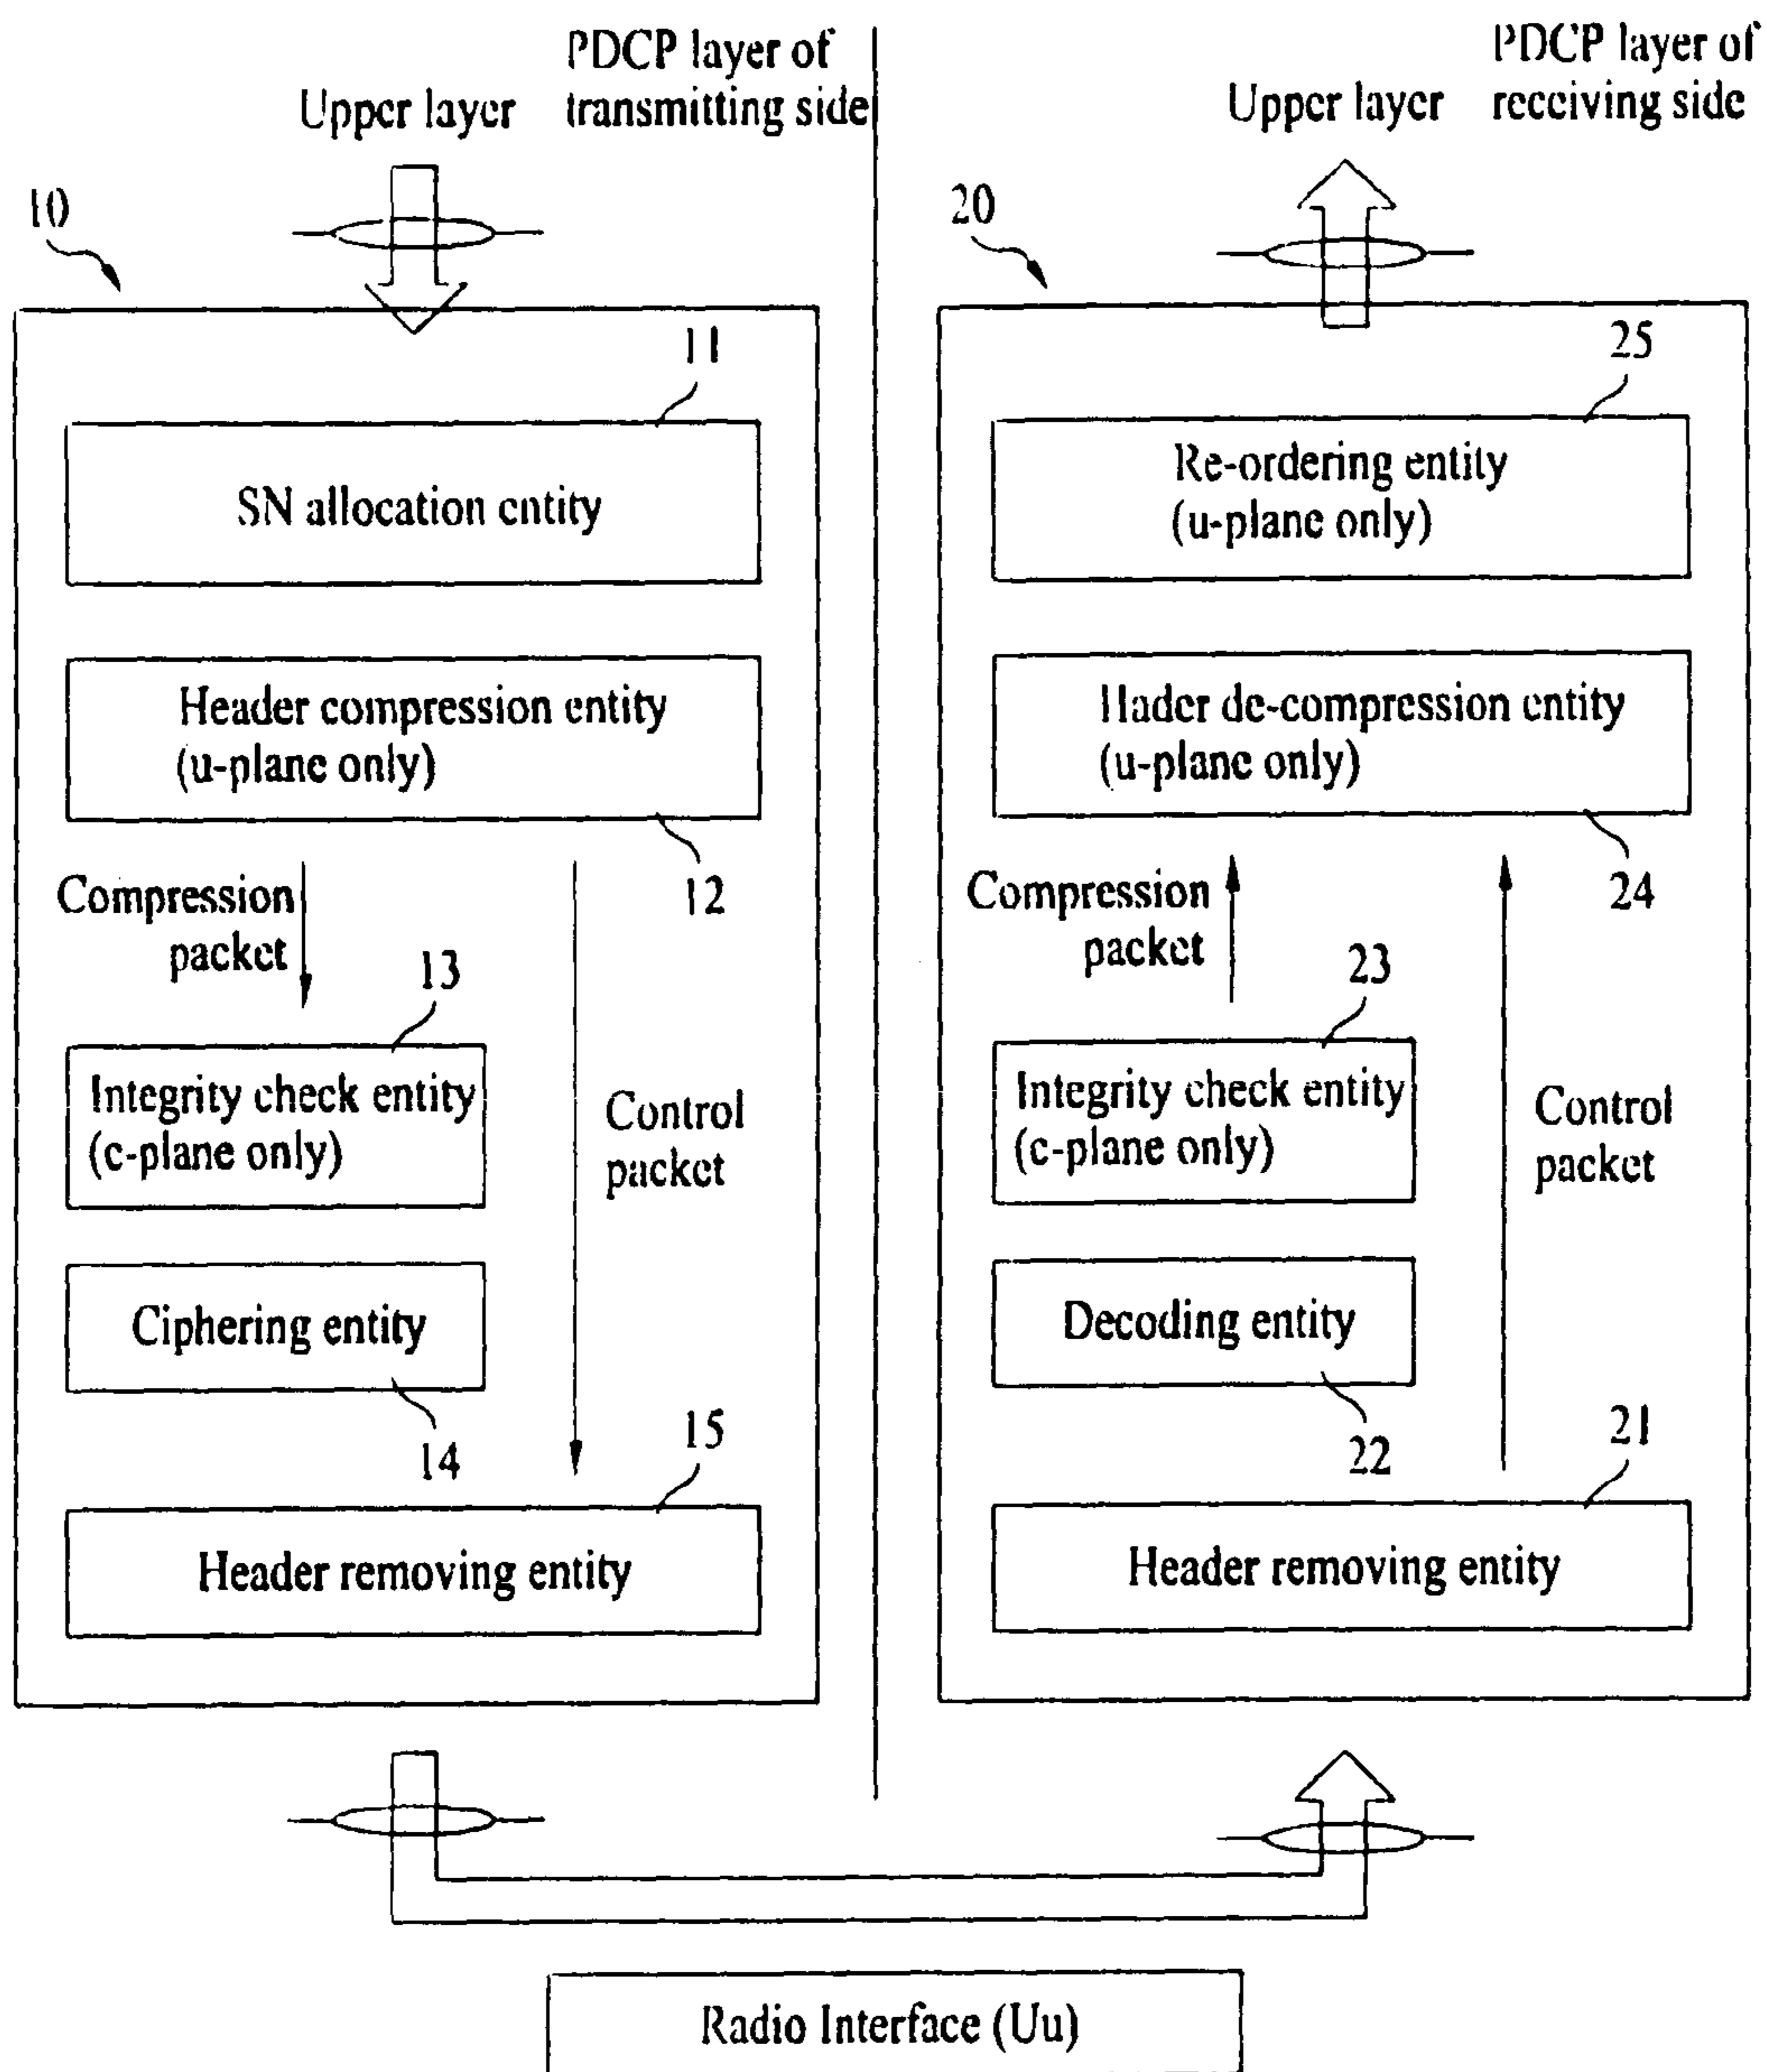 Upper layer
PDCP layer of
transmitting side
10
11
SN allocation entity
Header compression entity
(u-plane only)
12
Compression
packet
13
Integrity check entity
(c-plane only)
Control
packet
Ciphering entity
14
15
Header removing entity
Upper layer
PDCP layer of
receiving side
20
25
Re-ordering entity
(u-plane only)
Hader de-compression entity
(u-plane only)
24
Compression
packet
23
Integrity check entity
(c-plane only)
Control
packet
Decoding entity
22
21
Header removing entity
Radio Interface (Uu)